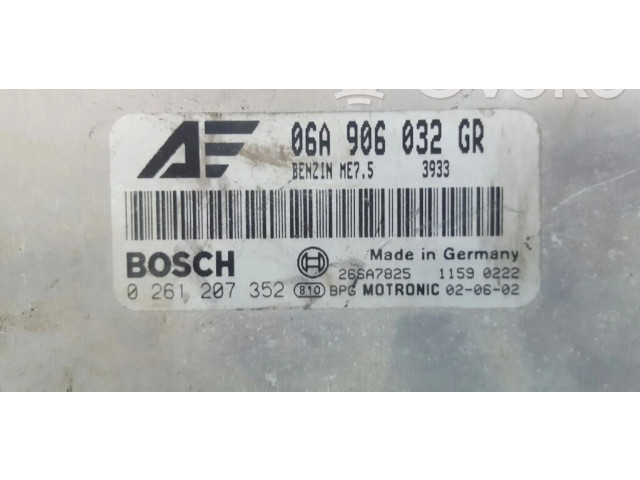 AE 06A 906 032 GR
BENZIN ME7.5 3933
BOSCH Made in Germany
26SA7825 1159 0222
0 261 207 352 810 BPG MOTRONIC 02-06-02